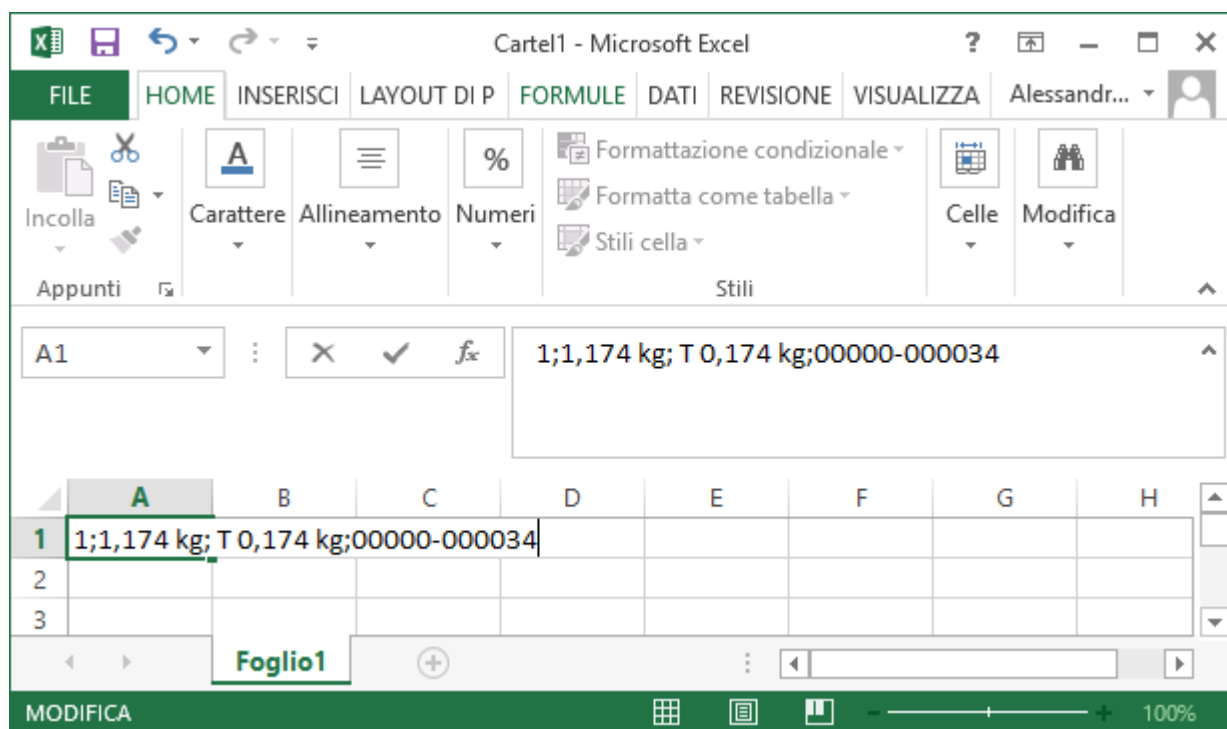 Cartel1 - Microsoft Excel ?
FILE HOME INSERISCI LAYOUT DI P FORMULE DATI REVISIONE VISUALIZZA Alessandr...
Incolla
A
Carattere
Allineamento
%
Numeri
Formattazione condizionale
Formatta come tabella
Stili cella
Celle
Modifica
Appunti
Stili
A1 fx 1;1,174 kg; T 0,174 kg;00000-000034
A B C D E F G H
1 1;1,174 kg; T 0,174 kg;00000-000034
2
3
Foglio1
MODIFICA 100%